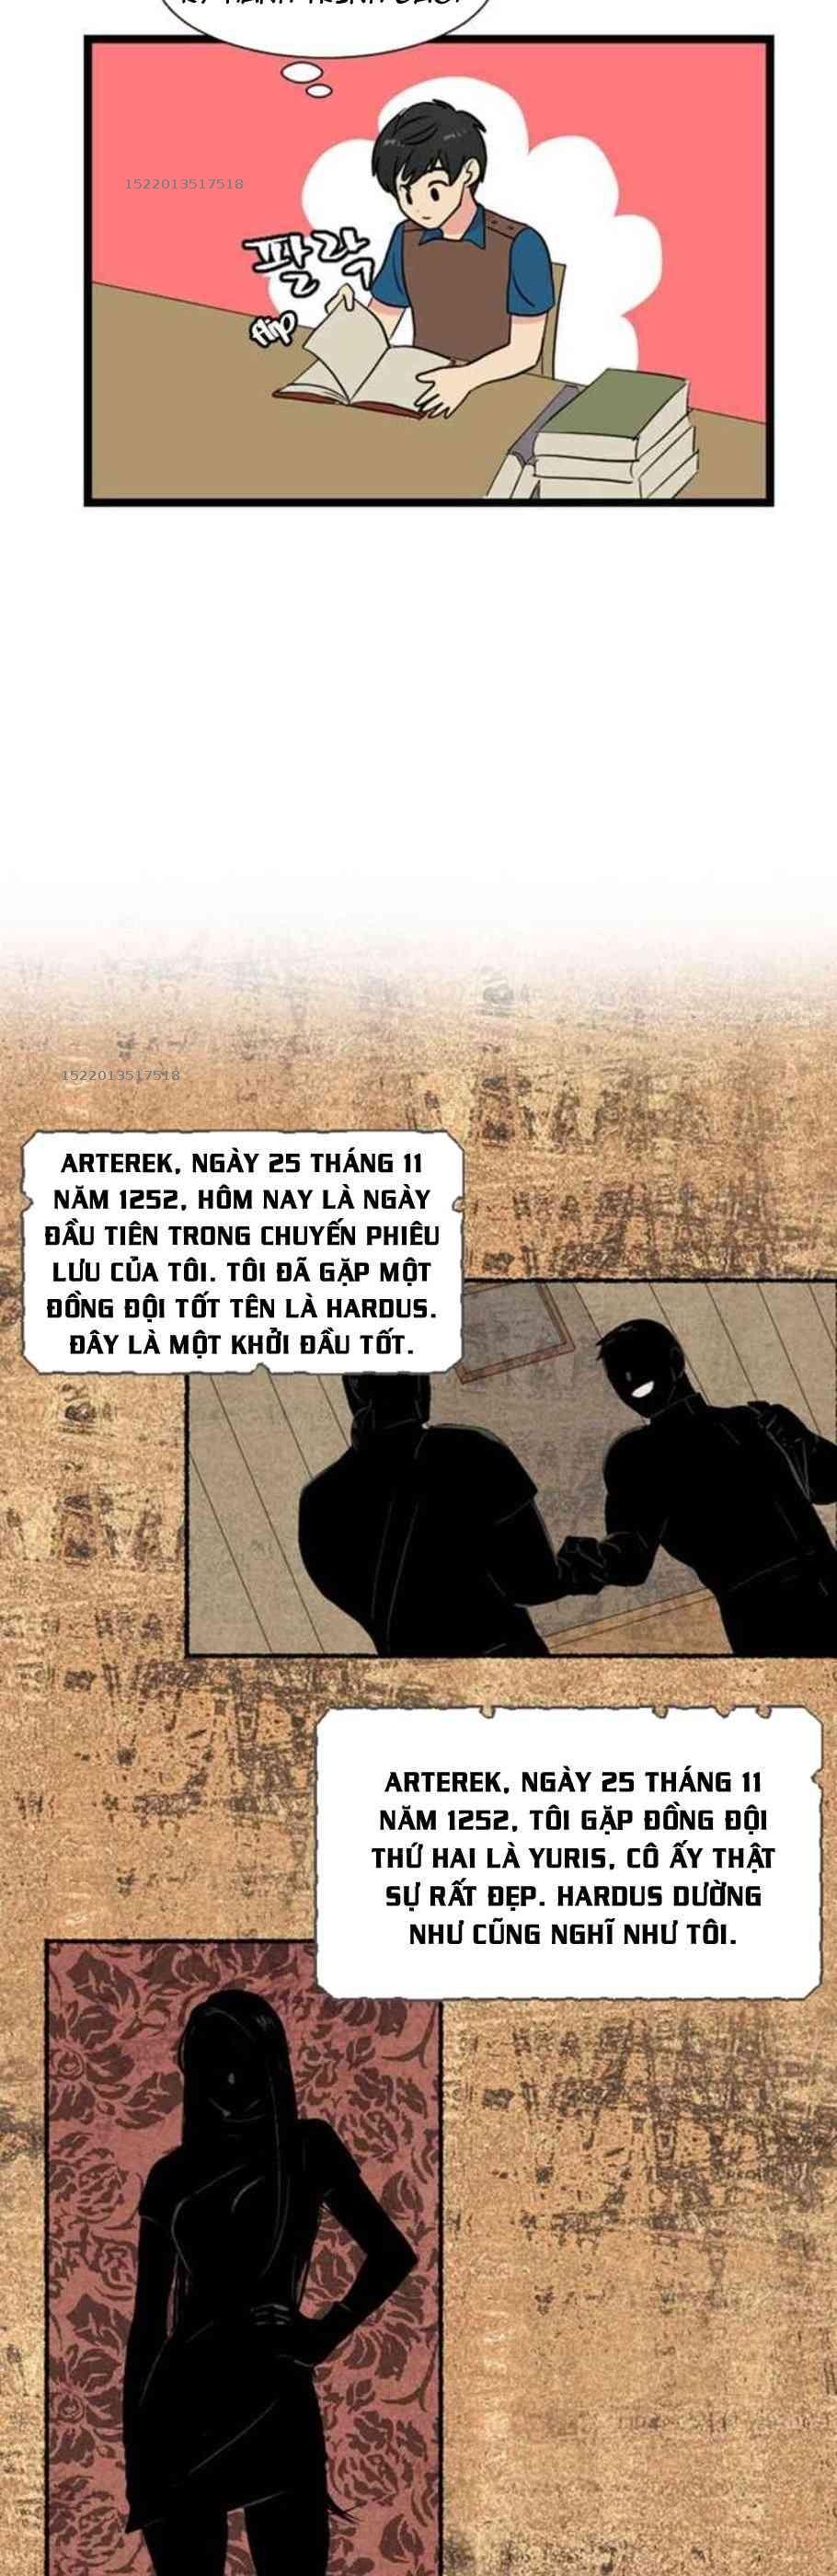 1522013517518
팔락
flip
1522013517518
ARTEREK, NGÀY 25 THÁNG 11
NĂM 1252, HÔM NAY LÀ NGÀY
ĐẦU TIÊN TRONG CHUYẾN PHIÊU
LƯU CỦA TÔI. TÔI ĐÃ GẶP MỘT
ĐỒNG ĐỘI TỐT TÊN LÀ HARDUS.
ĐÂY LÀ MỘT KHỞI ĐẦU TỐT.
ARTEREK, NGÀY 25 THÁNG 11
NĂM 1252, TÔI GẶP ĐỒNG ĐỘI
THỨ HAI LÀ YURIS, CÔ ẤY THẬT
SỰ RẤT ĐẸP. HARDUS DƯỜNG
NHƯ CŨNG NGHĨ NHƯ TÔI.